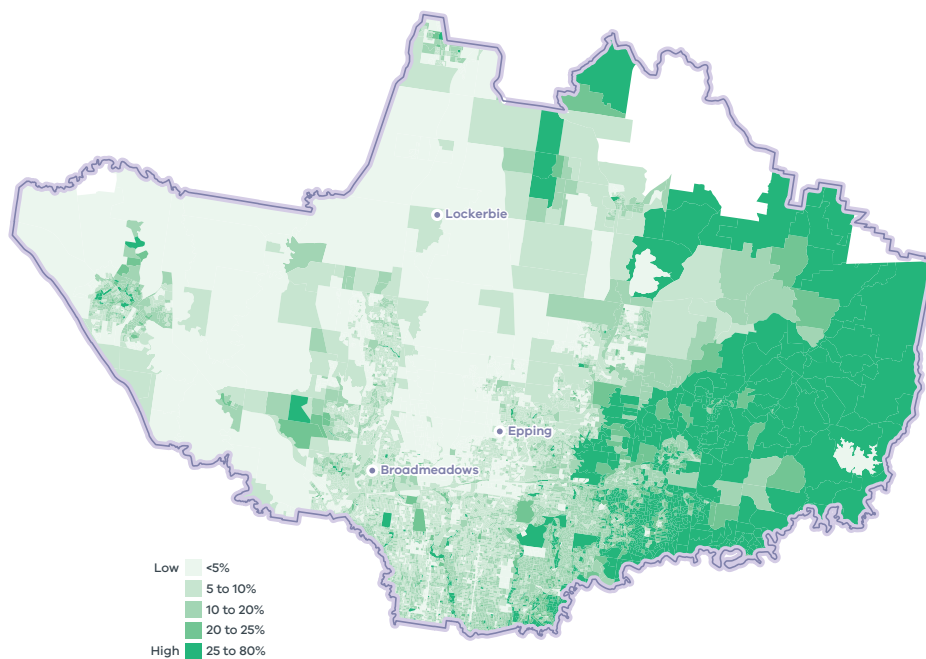 Lockerbie
Epping
Broadmeadows
Low <5%
5 to 10%
10 to 20%
20 to 25%
High 25 to 80%